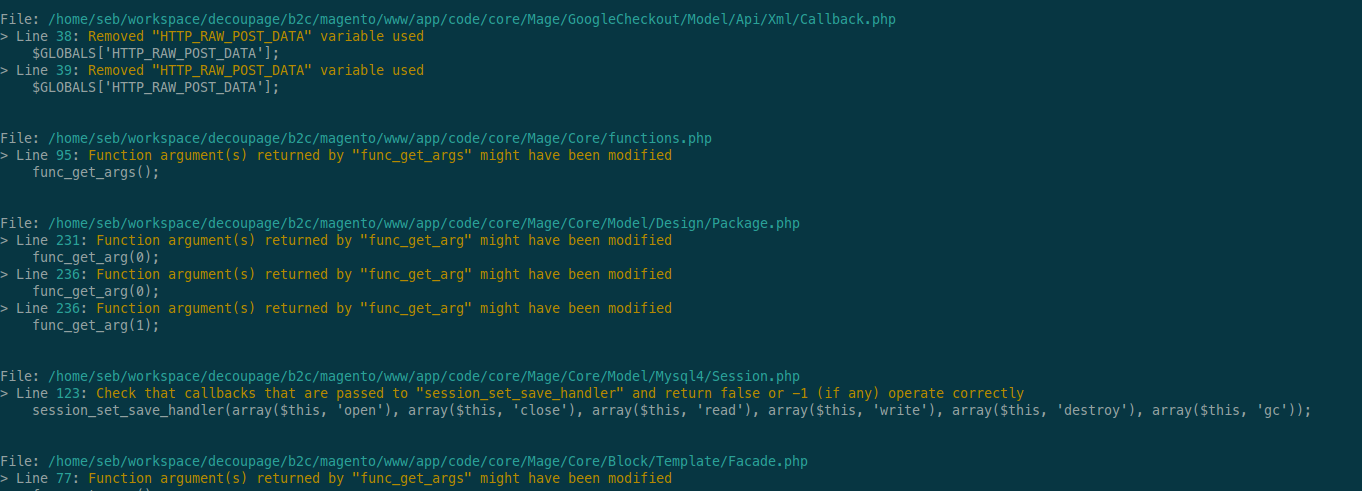 File: /home/seb/workspace/decoupage/b2c/magento/www/app/code/core/Mage/GoogleCheckout/Model/Api/Xml/Callback.php
> Line 38: Removed "HTTP_RAW_POST_DATA" variable used
    $GLOBALS['HTTP_RAW_POST_DATA'];
> Line 39: Removed "HTTP_RAW_POST_DATA" variable used
    $GLOBALS['HTTP_RAW_POST_DATA'];
File: /home/seb/workspace/decoupage/b2c/magento/www/app/code/core/Mage/Core/functions.php
> Line 95: Function argument(s) returned by "func_get_args" might have been modified
    func_get_args();
File: /home/seb/workspace/decoupage/b2c/magento/www/app/code/core/Mage/Core/Model/Design/Package.php
> Line 231: Function argument(s) returned by "func_get_arg" might have been modified
    func_get_arg(0);
> Line 236: Function argument(s) returned by "func_get_arg" might have been modified
    func_get_arg(0);
> Line 236: Function argument(s) returned by "func_get_arg" might have been modified
    func_get_arg(1);
File: /home/seb/workspace/decoupage/b2c/magento/www/app/code/core/Mage/Core/Model/Mysql4/Session.php
> Line 123: Check that callbacks that are passed to "session_set_save_handler" and return false or -1 (if any) operate correctly
    session_set_save_handler(array($this, 'open'), array($this, 'close'), array($this, 'read'), array($this, 'write'), array($this, 'destroy'), array($this, 'gc'));
File: /home/seb/workspace/decoupage/b2c/magento/www/app/code/core/Mage/Core/Block/Template/Facade.php
> Line 77: Function argument(s) returned by "func_get_args" might have been modified